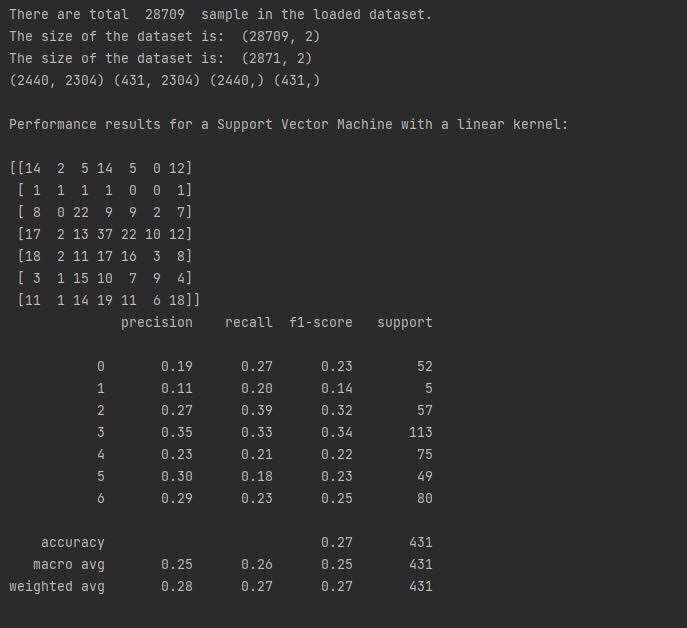 There are total  28709  sample in the loaded dataset.
The size of the dataset is:  (28709, 2)
The size of the dataset is:  (2871, 2)
(2440, 2304) (431, 2304) (2440,) (431,)
Performance results for a Support Vector Machine with a linear kernel:
[[14  2  5 14  5  0 12]
 [ 1  1  1  1  0  0  1]
 [ 8  0 22  9  9  2  7]
 [17  2 13 37 22 10 12]
 [18  2 11 17 16  3  8]
 [ 3  1 15 10  7  9  4]
 [11  1 14 19 11  6 18]]
              precision    recall  f1-score   support
           0       0.19      0.27      0.23        52
           1       0.11      0.20      0.14         5
           2       0.27      0.39      0.32        57
           3       0.35      0.33      0.34       113
           4       0.23      0.21      0.22        75
           5       0.30      0.18      0.23        49
           6       0.29      0.23      0.25        80
    accuracy                           0.27       431
   macro avg       0.25      0.26      0.25       431
weighted avg       0.28      0.27      0.27       431